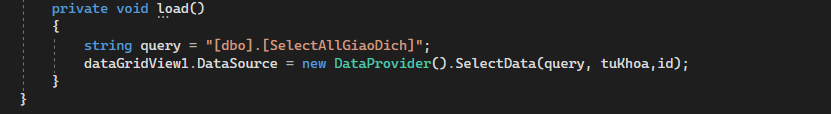 private void load()
{
string query = "[dbo].[SelectAllGiaoDich]";
dataGridView1.DataSource = new DataProvider().SelectData(query, tuKhoa,id);
}
}